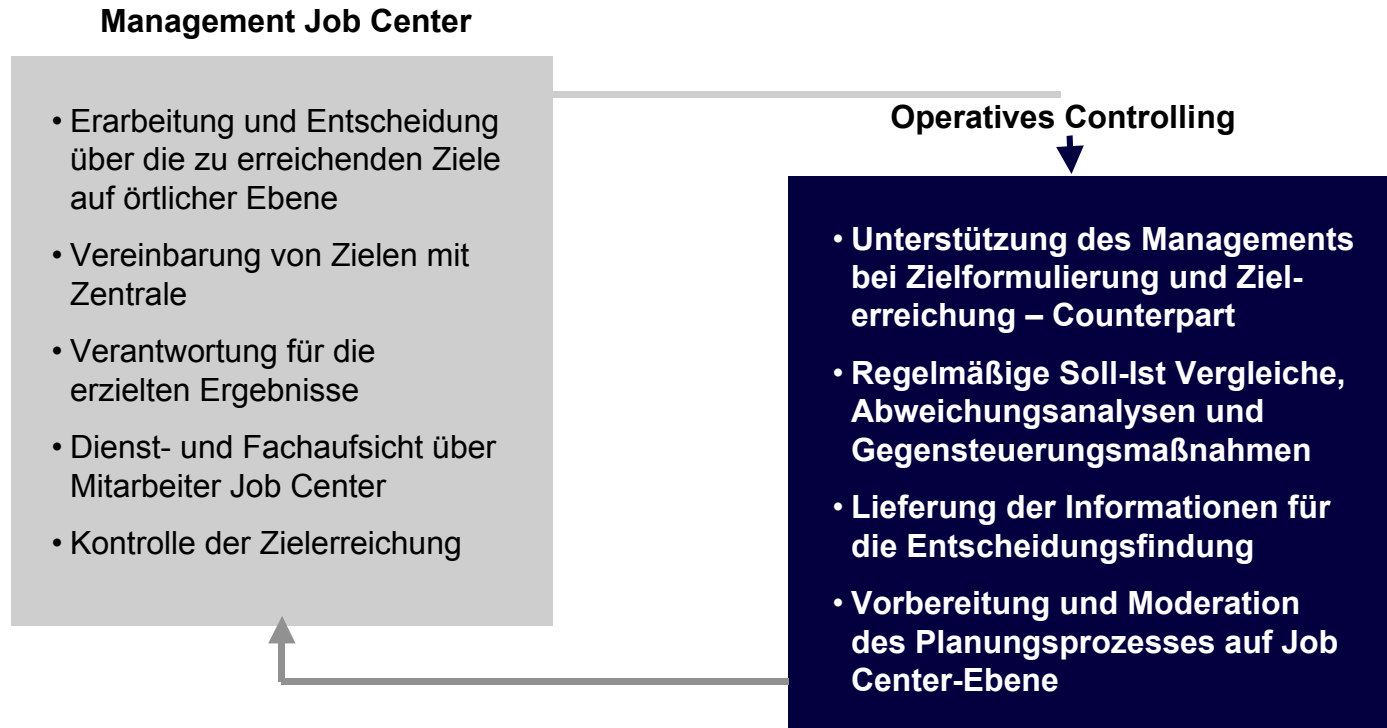 Management Job Center
• Erarbeitung und Entscheidung
über die zu erreichenden Ziele
auf örtlicher Ebene
• Vereinbarung von Zielen mit
Zentrale
• Verantwortung für die
erzielten Ergebnisse
• Dienst- und Fachaufsicht über
Mitarbeiter Job Center
• Kontrolle der Zielerreichung
Operatives Controlling
• Unterstützung des Managements
bei Zielformulierung und Ziel-
erreichung – Counterpart
• Regelmäßige Soll-Ist Vergleiche,
Abweichungsanalysen und
Gegensteuerungsmaßnahmen
• Lieferung der Informationen für
die Entscheidungsfindung
• Vorbereitung und Moderation
des Planungsprozesses auf Job
Center-Ebene